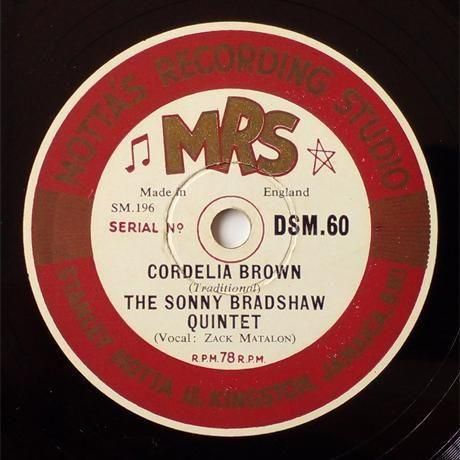 MOTTA'S RECORDING STUDIO
MRS
Made in England
SM.196
SERIAL Nº DSM.60
CORDELIA BROWN
(Traditional)
THE SONNY BRADSHAW
QUINTET
(Vocal: ZACK MATALON)
R.P.M. 78 R.P.M.
STANLEY MOTTA KINGSTON, JAMAICA, B.W.I.